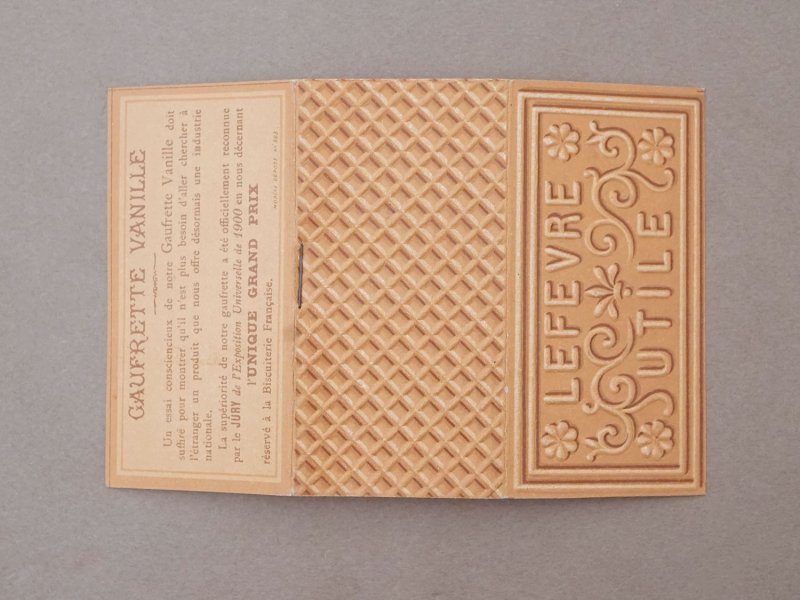 GAUFRETTE VANILLE
Un essai consciencieux de notre Gaufrette Vanille doit
suffire pour montrer qu'il n'est plus besoin d'aller chercher à
l'étranger un produit que nous offre désormais une industrie
nationale.
La supériorité de notre gaufrette a été officiellement reconnue
par le JURY de l'Exposition Universelle de 1900 en nous décernant
l'UNIQUE GRAND PRIX
réservé à la Biscuiterie Française.
LEFEVRE
UTILE